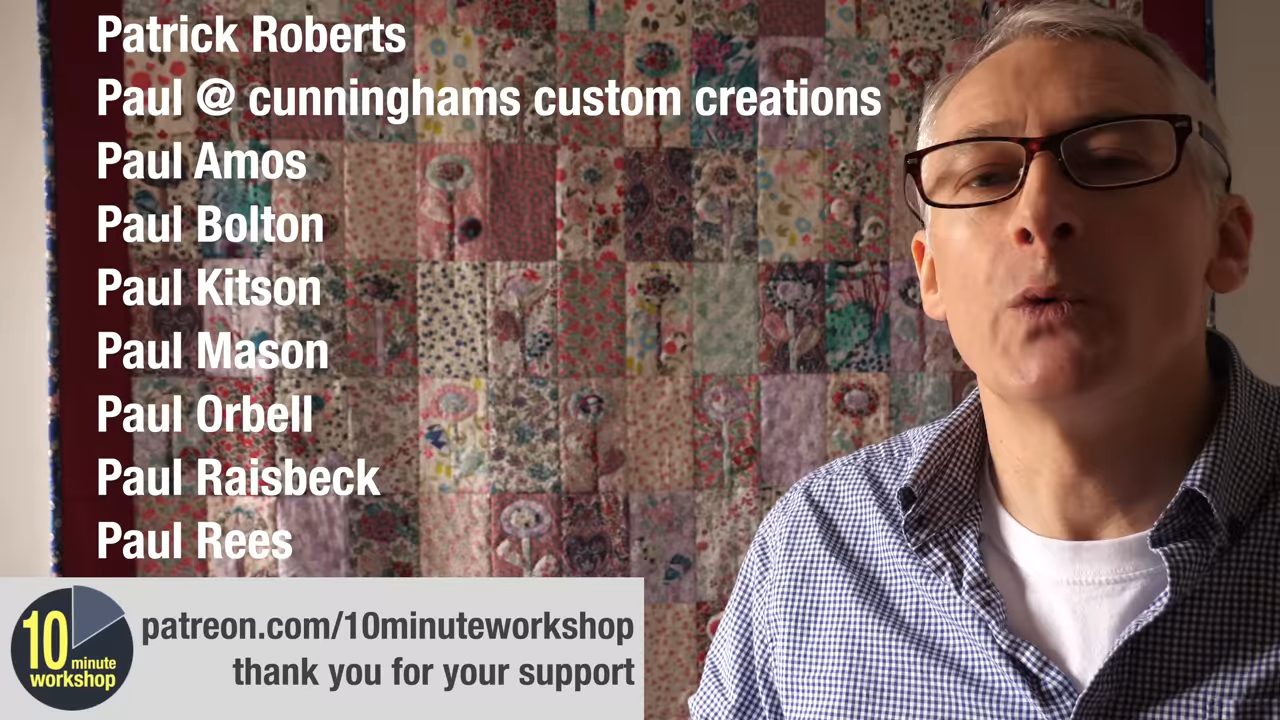 Patrick Roberts
Paul @ cunninghams custom creations
Paul Amos
Paul Bolton
Paul Kitson
Paul Mason
Paul Orbell
Paul Raisbeck
Paul Rees
10 minute workshop
patreon.com/10minuteworkshop
thank you for your support